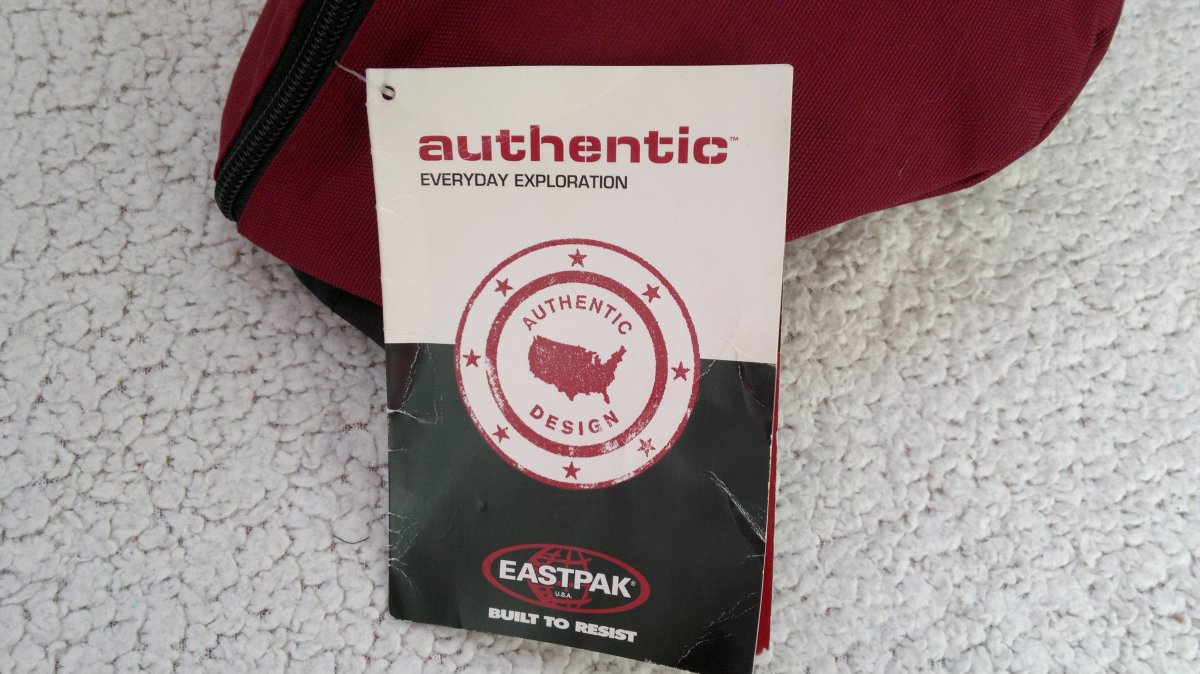 authentic™
EVERYDAY EXPLORATION
AUTHENTIC
DESIGN
EASTPAK®
U.S.A.
BUILT TO RESIST